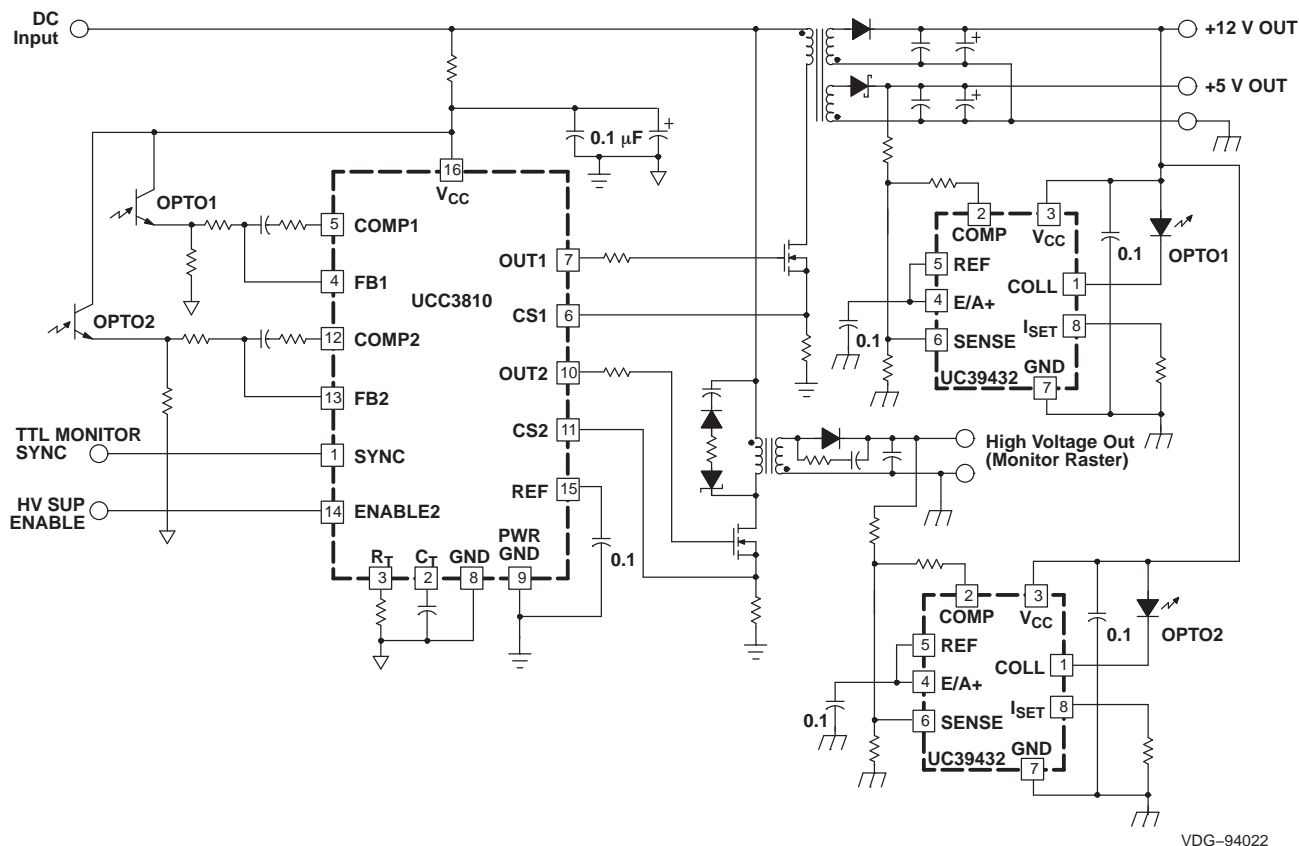 DC
Input
+12 V OUT
+5 V OUT
0.1 μF
16
VCC
OPTO1
5 COMP1
4 FB1
OPTO2
12 COMP2
13 FB2
TTL MONITOR
SYNC
1 SYNC
HV SUP
ENABLE
14 ENABLE2
UCC3810
OUT1 7
CS1 6
OUT2 10
CS2 11
REF 15
0.1
RT
3
CT
2
GND
8
PWR
GND
9
2
COMP
3
VCC
0.1
OPTO1
5 REF
COLL 1
4 E/A+
0.1
ISET 8
6 SENSE
GND
UC39432
7
High Voltage Out
(Monitor Raster)
2
COMP
3
VCC
0.1
OPTO2
5 REF
COLL 1
4 E/A+
0.1
ISET 8
6 SENSE
GND
UC39432
7
VDG–94022